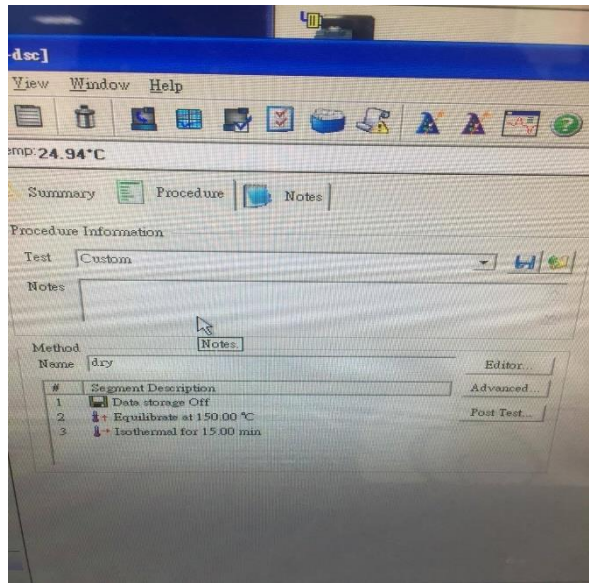 -dsc]
View Window Help
emp: 24.94°C
Summary Procedure Notes
Procedure Information
Test Custom
Notes
Notes.
Method
Name dry
Editor...
# Segment Description
Advanced...
1 Data storage Off
2 Equilibrate at 150.00 °C
Post Test...
3 Isothermal for 15.00 min